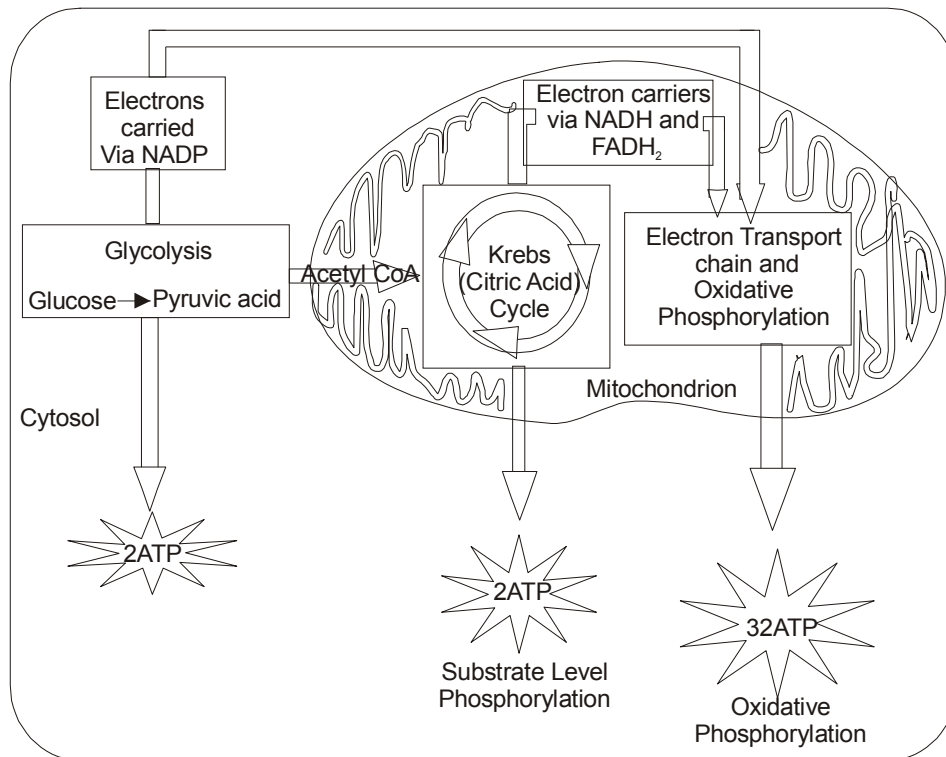 Electrons
carried
Via NADP
Electron carriers
via NADH and
FADH₂
Glycolysis
Glucose Pyruvic acid
Acetyl CoA
Krebs
(Citric Acid)
Cycle
Electron Transport
chain and
Oxidative
Phosphorylation
Mitochondrion
Cytosol
2ATP
2ATP
Substrate Level
Phosphorylation
32ATP
Oxidative
Phosphorylation